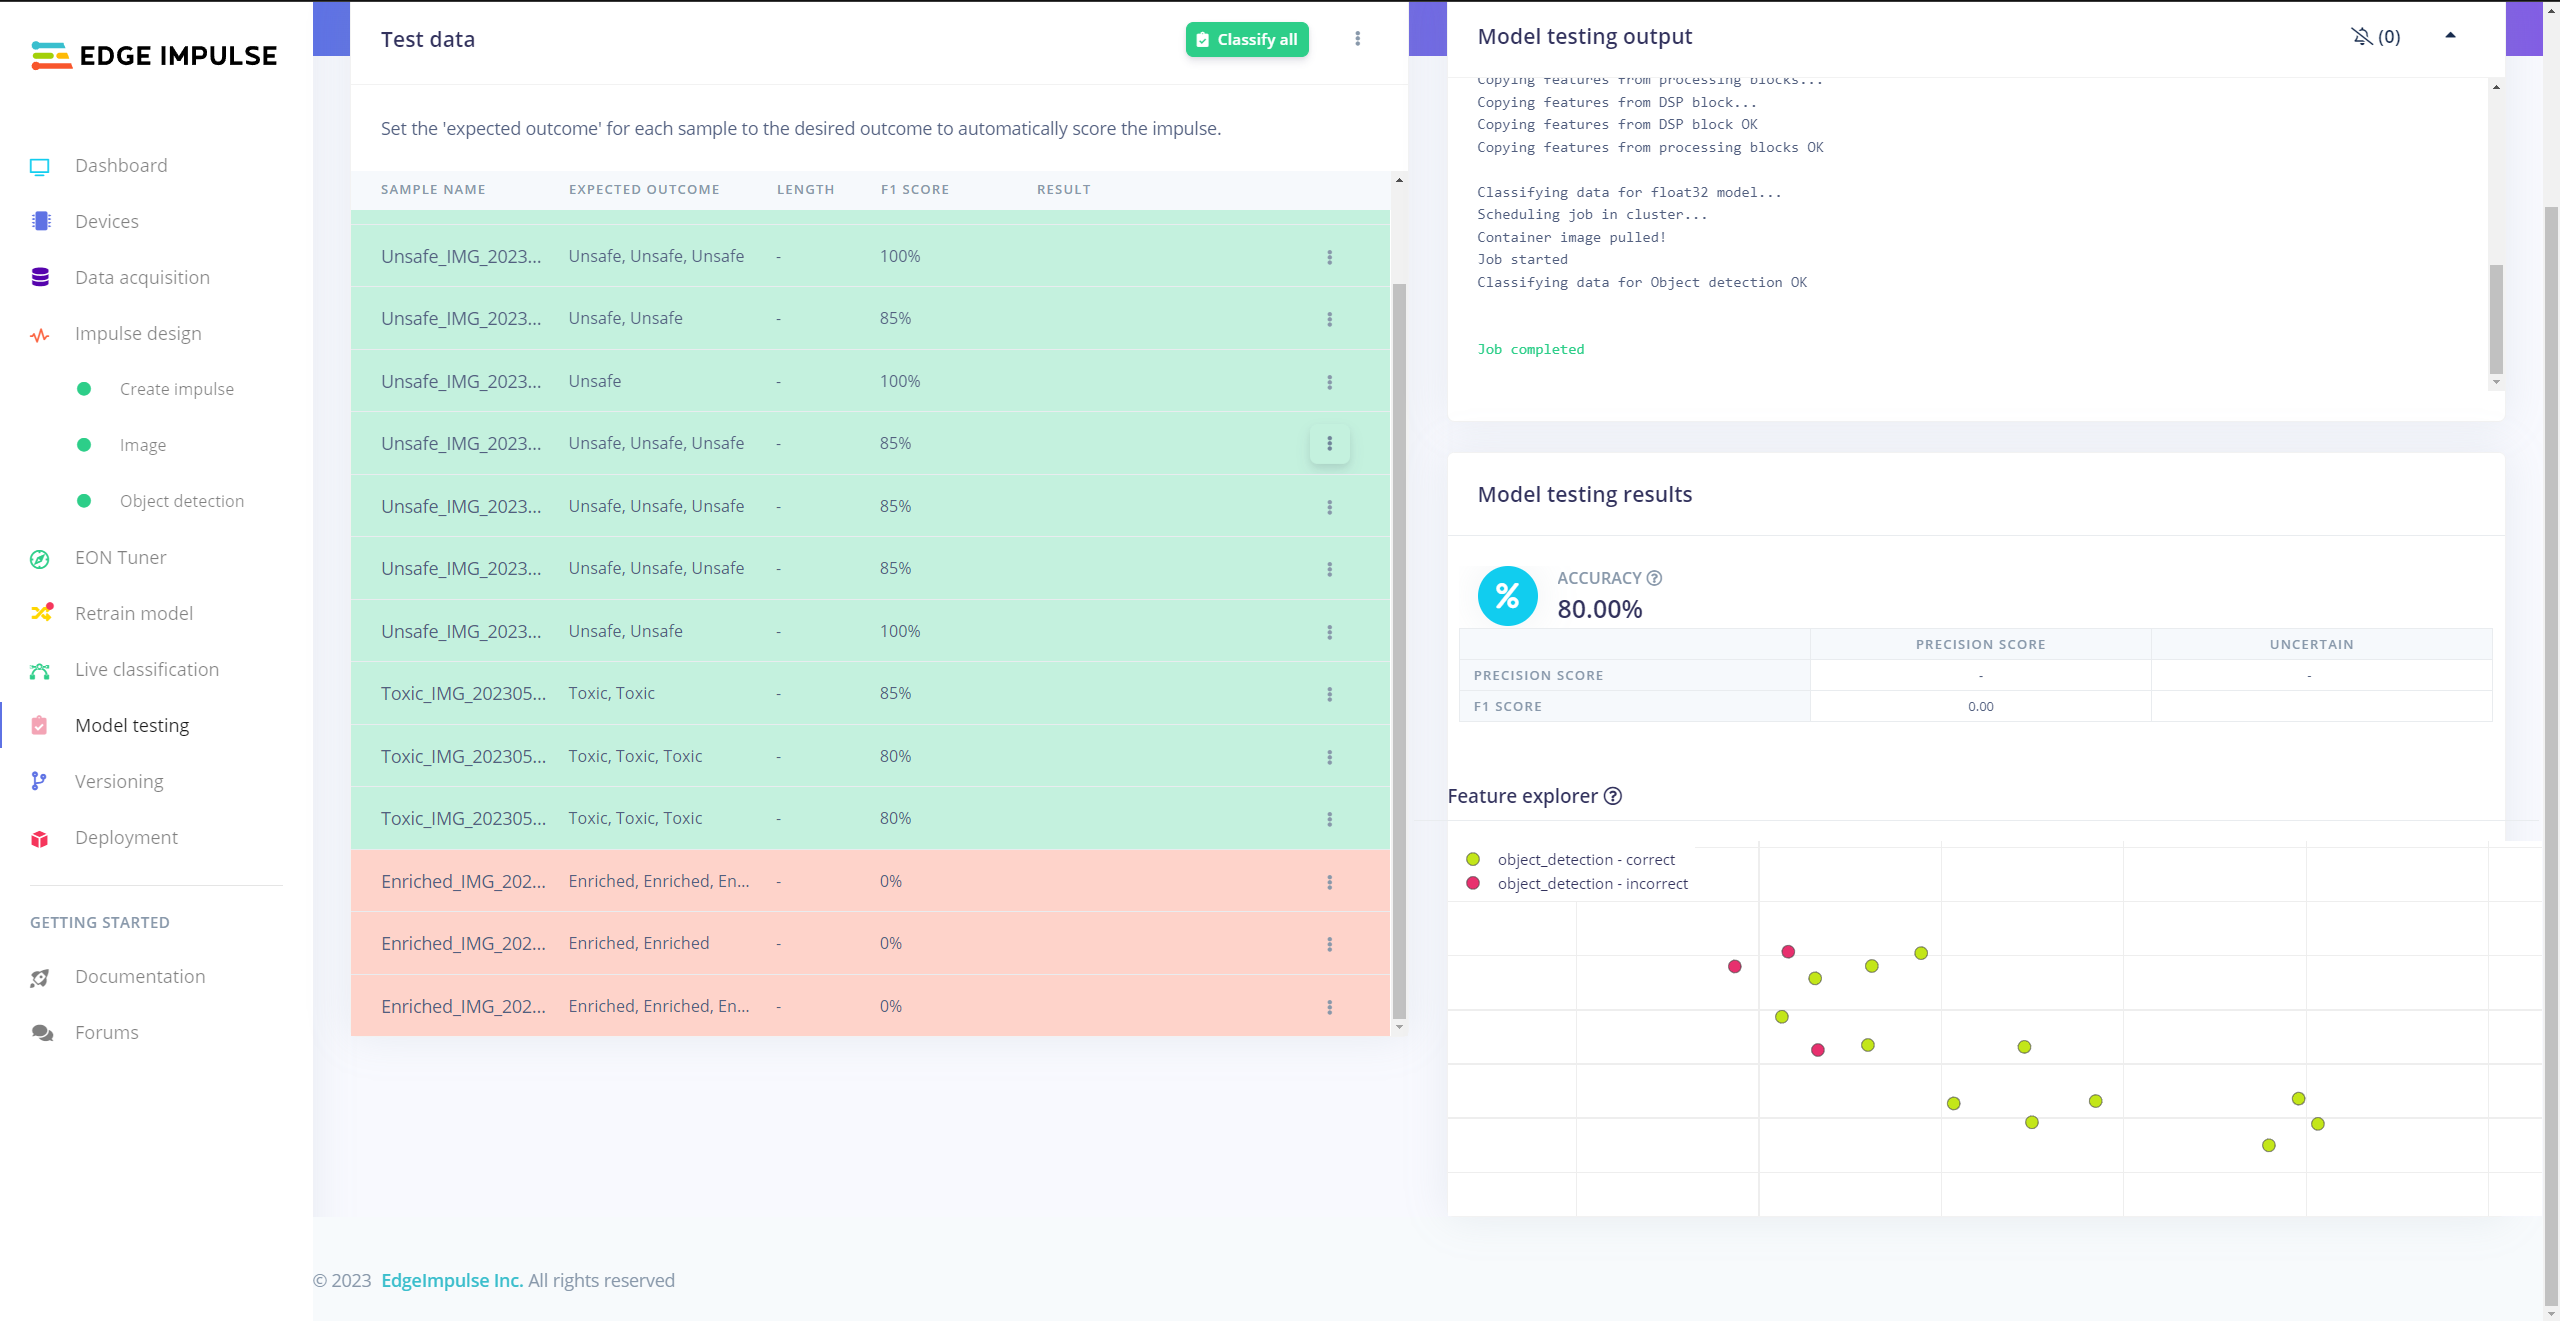 EDGE IMPULSE
Dashboard
Devices
Data acquisition
Impulse design
Create impulse
Image
Object detection
EON Tuner
Retrain model
Live classification
Model testing
Versioning
Deployment
GETTING STARTED
Documentation
Forums
Test data
Classify all
Set the 'expected outcome' for each sample to the desired outcome to automatically score the impulse.
SAMPLE NAME EXPECTED OUTCOME LENGTH F1 SCORE RESULT
Unsafe_IMG_2023... Unsafe, Unsafe, Unsafe - 100%
Unsafe_IMG_2023... Unsafe, Unsafe - 85%
Unsafe_IMG_2023... Unsafe - 100%
Unsafe_IMG_2023... Unsafe, Unsafe, Unsafe - 85%
Unsafe_IMG_2023... Unsafe, Unsafe, Unsafe - 85%
Unsafe_IMG_2023... Unsafe, Unsafe, Unsafe - 85%
Unsafe_IMG_2023... Unsafe, Unsafe - 100%
Toxic_IMG_202305... Toxic, Toxic - 85%
Toxic_IMG_202305... Toxic, Toxic, Toxic - 80%
Toxic_IMG_202305... Toxic, Toxic, Toxic - 80%
Enriched_IMG_202... Enriched, Enriched, En... - 0%
Enriched_IMG_202... Enriched, Enriched - 0%
Enriched_IMG_202... Enriched, Enriched, En... - 0%
Model testing output
(0)
Copying features from processing blocks...
Copying features from DSP block...
Copying features from DSP block OK
Copying features from processing blocks OK
Classifying data for float32 model...
Scheduling job in cluster...
Container image pulled!
Job started
Classifying data for Object detection OK
Job completed
Model testing results
%
ACCURACY ?
80.00%
PRECISION SCORE UNCERTAIN
PRECISION SCORE - -
F1 SCORE 0.00
Feature explorer ?
object_detection - correct
object_detection - incorrect
© 2023 EdgeImpulse Inc. All rights reserved